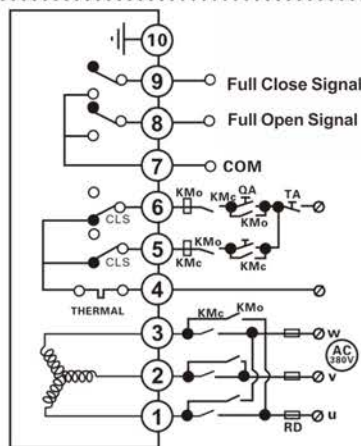 10
9 Full Close Signal
8 Full Open Signal
7 COM
6 KMo KMc QA KMo TA
CLS
5 KMc KMo KMc
CLS
4
THERMAL
3 KMc KMo w
AC
380V
2 v
1 u
RD